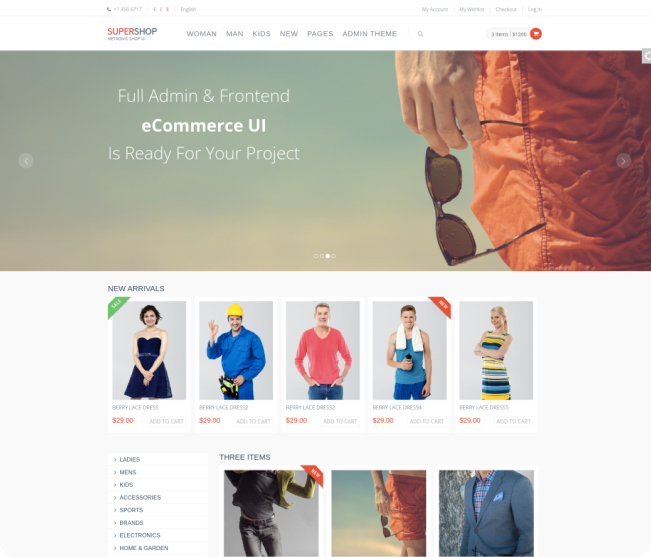 +1 456 6717
€ £ $
English
My Account
My Wishlist
Checkout
Log In
SUPERSHOP
METRONIC SHOP UI
WOMAN MAN KIDS NEW PAGES ADMIN THEME
3 items $1260
Full Admin & Frontend
eCommerce UI
Is Ready For Your Project
NEW ARRIVALS
SALE
NEW
BERRY LACE DRESS
BERRY LACE DRESS2
BERRY LACE DRESS2
BERRY LACE DRESS4
BERRY LACE DRESS5
$29.00 ADD TO CART
$29.00 ADD TO CART
$29.00 ADD TO CART
$29.00 ADD TO CART
$29.00 ADD TO CART
LADIES
MENS
KIDS
ACCESSORIES
SPORTS
BRANDS
ELECTRONICS
HOME & GARDEN
THREE ITEMS
NEW